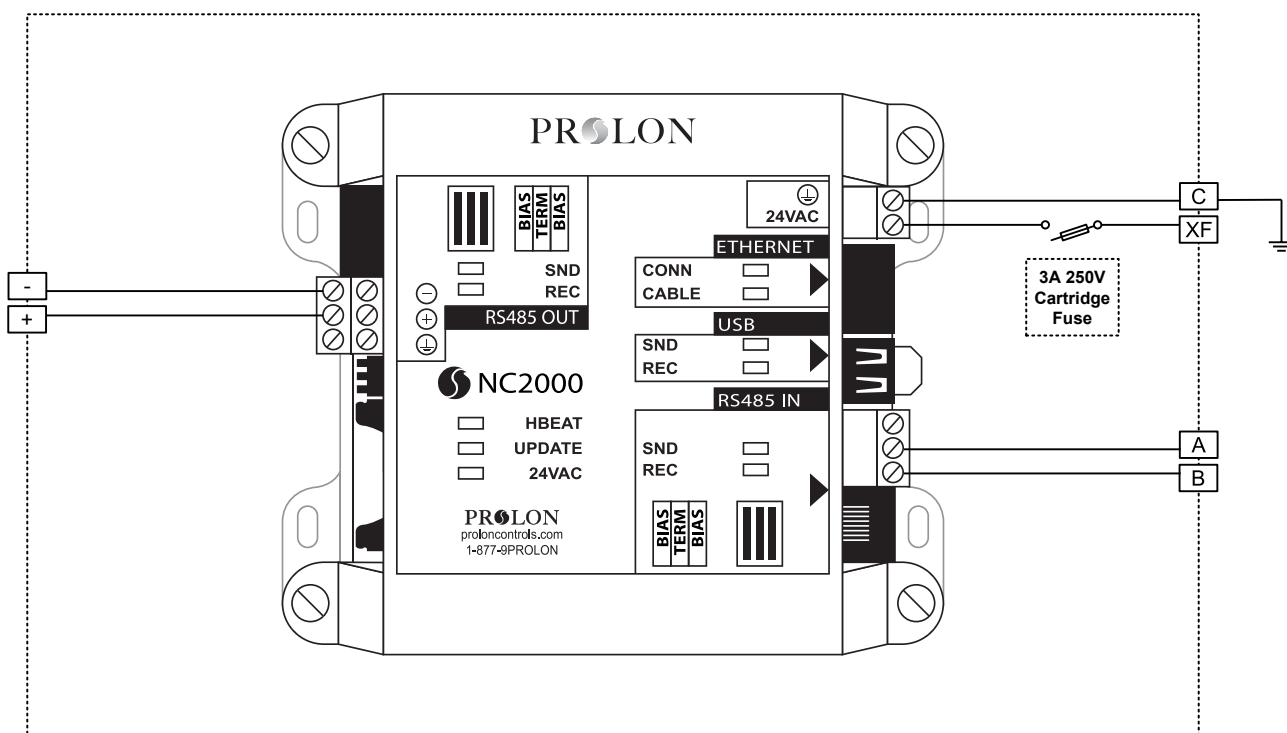 PROLON
BIAS
TERM
BIAS
SND
REC
RS485 OUT
NC2000
HBEAT
UPDATE
24VAC
PROLON
proloncontrols.com
1-877-9PROLON
24VAC
ETHERNET
CONN
CABLE
USB
SND
REC
RS485 IN
SND
REC
BIAS
TERM
BIAS
-
+
-
+
C
XF
3A 250V
Cartridge
Fuse
A
B